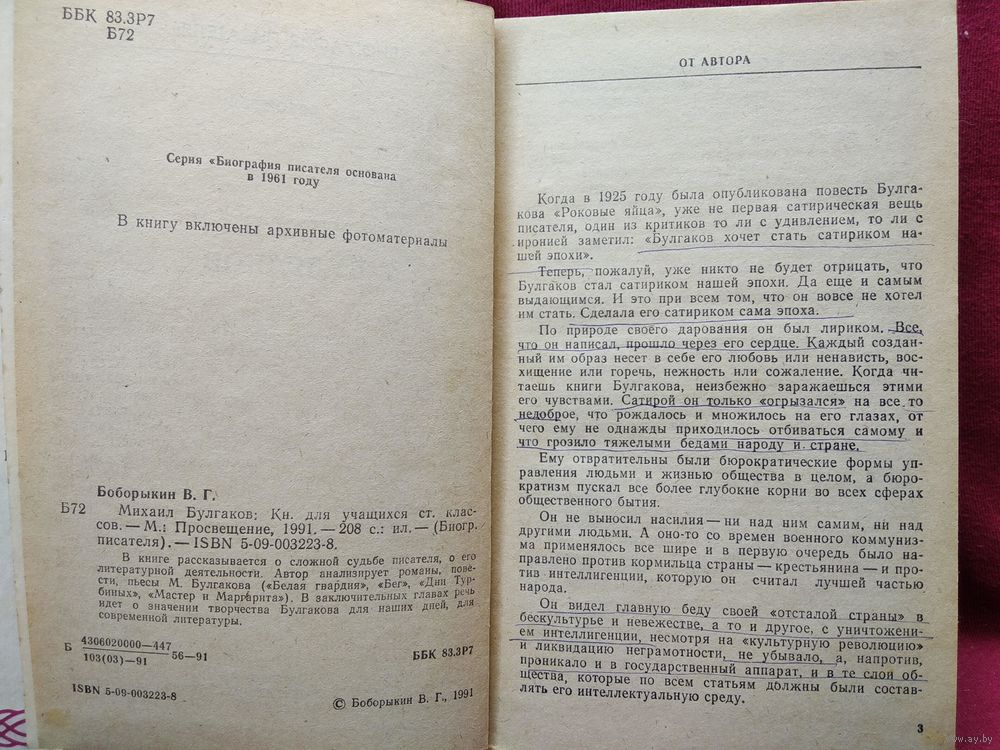 ББК 83.3Р7
Б72
Серия «Биография писателя основана
в 1961 году
В книгу включены архивные фотоматериалы
Боборыкин В. Г.
Б72
Михаил Булгаков: Кн. для учащихся ст. клас-
сов. — М.: Просвещение, 1991. — 208 с.: ил. — (Биогр.
писателя). — ISBN 5-09-003223-8.
В книге рассказывается о сложной судьбе писателя, о его
литературной деятельности. Автор анализирует романы, пове-
сти, пьесы М. Булгакова («Белая гвардия», «Бег», «Дни Тур-
биных», «Мастер и Маргарита»). В заключительных главах речь
идет о значении творчества Булгакова для наших дней, для
современной литературы.
Б 4306020000—447
103(03)—91 56—91
ББК 83.3Р7
ISBN 5-09-003223-8
© Боборыкин В. Г., 1991
ОТ АВТОРА
Когда в 1925 году была опубликована повесть Булга-
кова «Роковые яйца», уже не первая сатирическая вещь
писателя, один из критиков то ли с удивлением, то ли с
иронией заметил: «Булгаков хочет стать сатириком на-
шей эпохи».
Теперь, пожалуй, уже никто не будет отрицать, что
Булгаков стал сатириком нашей эпохи. Да еще и самым
выдающимся. И это при всем том, что он вовсе не хотел
им стать. Сделала его сатириком сама эпоха.
По природе своего дарования он был лириком. Все,
что он написал, прошло через его сердце. Каждый создан-
ный им образ несет в себе его любовь или ненависть, вос-
хищение или горечь, нежность или сожаление. Когда чи-
таешь книги Булгакова, неизбежно заражаешься этими
его чувствами. Сатирой он только «огрызался» на все то
недоброе, что рождалось и множилось на его глазах, от
чего ему не однажды приходилось отбиваться самому и
что грозило тяжелыми бедами народу и стране.
Ему отвратительны были бюрократические формы уп-
равления людьми и жизнью общества в целом, а бюро-
кратизм пускал все более глубокие корни во всех сферах
общественного бытия.
Он не выносил насилия — ни над ним самим, ни над
другими людьми. А оно-то со времен военного коммуниз-
ма применялось все шире и в первую очередь было на-
правлено против кормильца страны — крестьянина — и про-
тив интеллигенции, которую он считал лучшей частью
народа.
Он видел главную беду своей «отсталой страны» в
бескультурье и невежестве, а то и другое, с уничтожени-
ем интеллигенции, несмотря на «культурную революцию»
и ликвидацию неграмотности, не убывало, а, напротив,
проникало и в государственный аппарат, и в те слои об-
щества, которые по всем статьям должны были состав-
лять его интеллектуальную среду.
3
www.ay.by